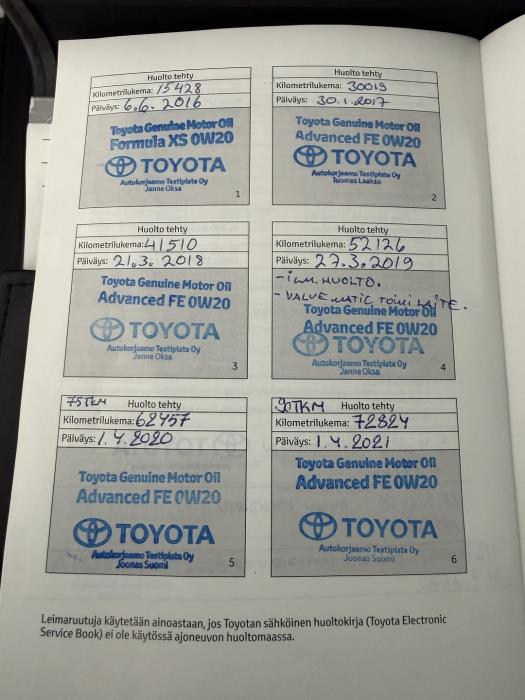 Huolto tehty
Kilometrilukema: 15428
Päiväys: 6.6. 2016
Toyota Genuine Motor Oil
Formula XS 0W20
TOYOTA
Autokorjaamo Testipiste Oy
Janne Oksa
1
Huolto tehty
Kilometrilukema: 30019
Päiväys: 30.1.2017
Toyota Genuine Motor Oil
Advanced FE 0W20
TOYOTA
Autokorjaamo Testipiste Oy
Tuomas Laakso
2
Huolto tehty
Kilometrilukema: 41510
Päiväys: 21.3. 2018
Toyota Genuine Motor Oil
Advanced FE 0W20
TOYOTA
Autokorjaamo Testipiste Oy
Janne Oksa
3
Huolto tehty
Kilometrilukema: 52126
Päiväys: 27.3.2019
- ILM. HUOLTO.
- VALVEMATIC TOIMILAITE.
Toyota Genuine Motor Oil
Advanced FE 0W20
TOYOTA
Autokorjaamo Testipiste Oy
Janne Oksa
4
75TKM Huolto tehty
Kilometrilukema: 62457
Päiväys: 1.4.2020
Toyota Genuine Motor Oil
Advanced FE 0W20
TOYOTA
Autokorjaamo Testipiste Oy
Joonas Suomi
5
90TKM Huolto tehty
Kilometrilukema: 72824
Päiväys: 1.4.2021
Toyota Genuine Motor Oil
Advanced FE 0W20
TOYOTA
Autokorjaamo Testipiste Oy
Joonas Suomi
6
Leimaruutuja käytetään ainoastaan, jos Toyotan sähköinen huoltokirja (Toyota Electronic
Service Book) ei ole käytössä ajoneuvon huoltomaassa.